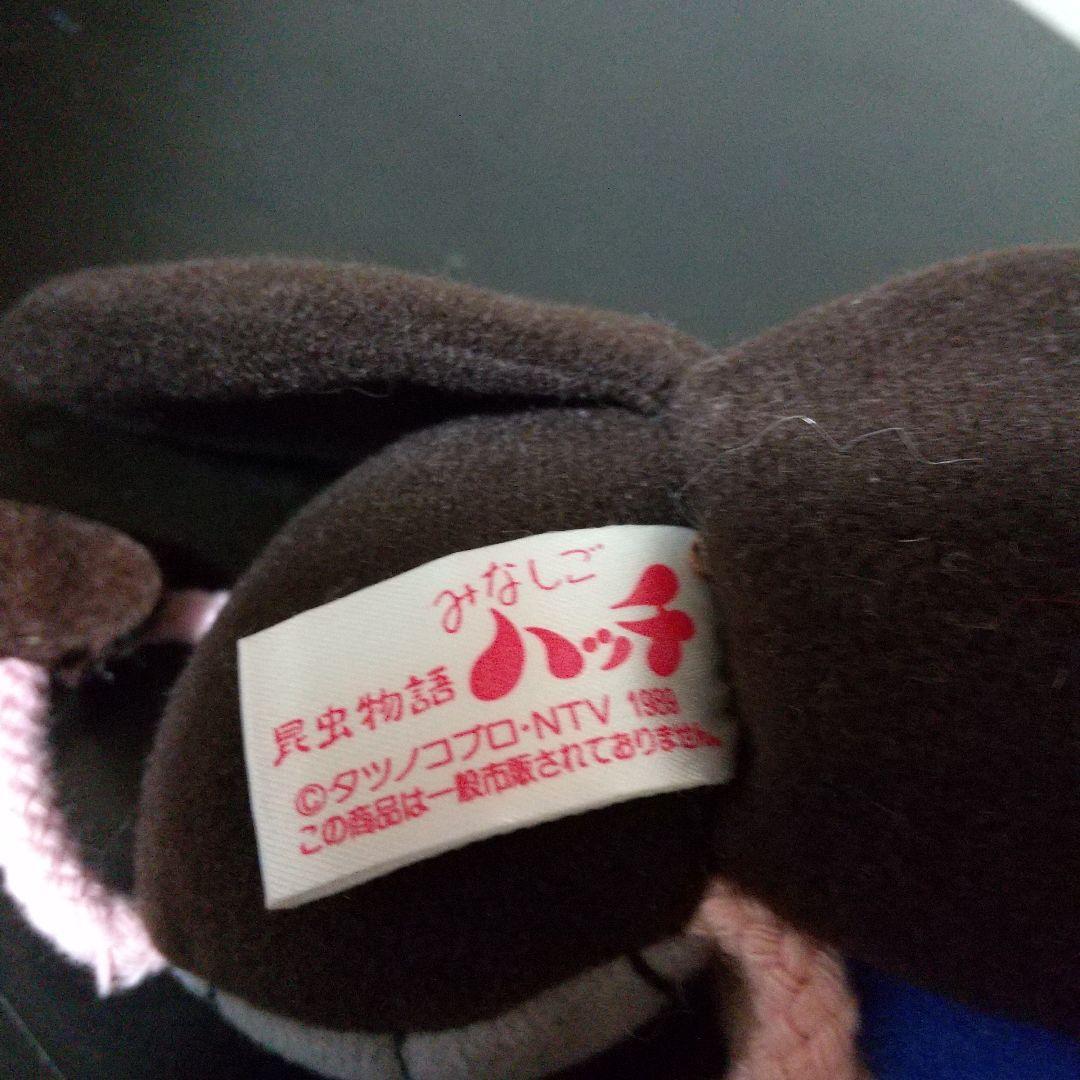 みなしご
昆虫物語 ハッチ
©タツノコプロ・NTV 1989
この商品は一般市販されておりません。